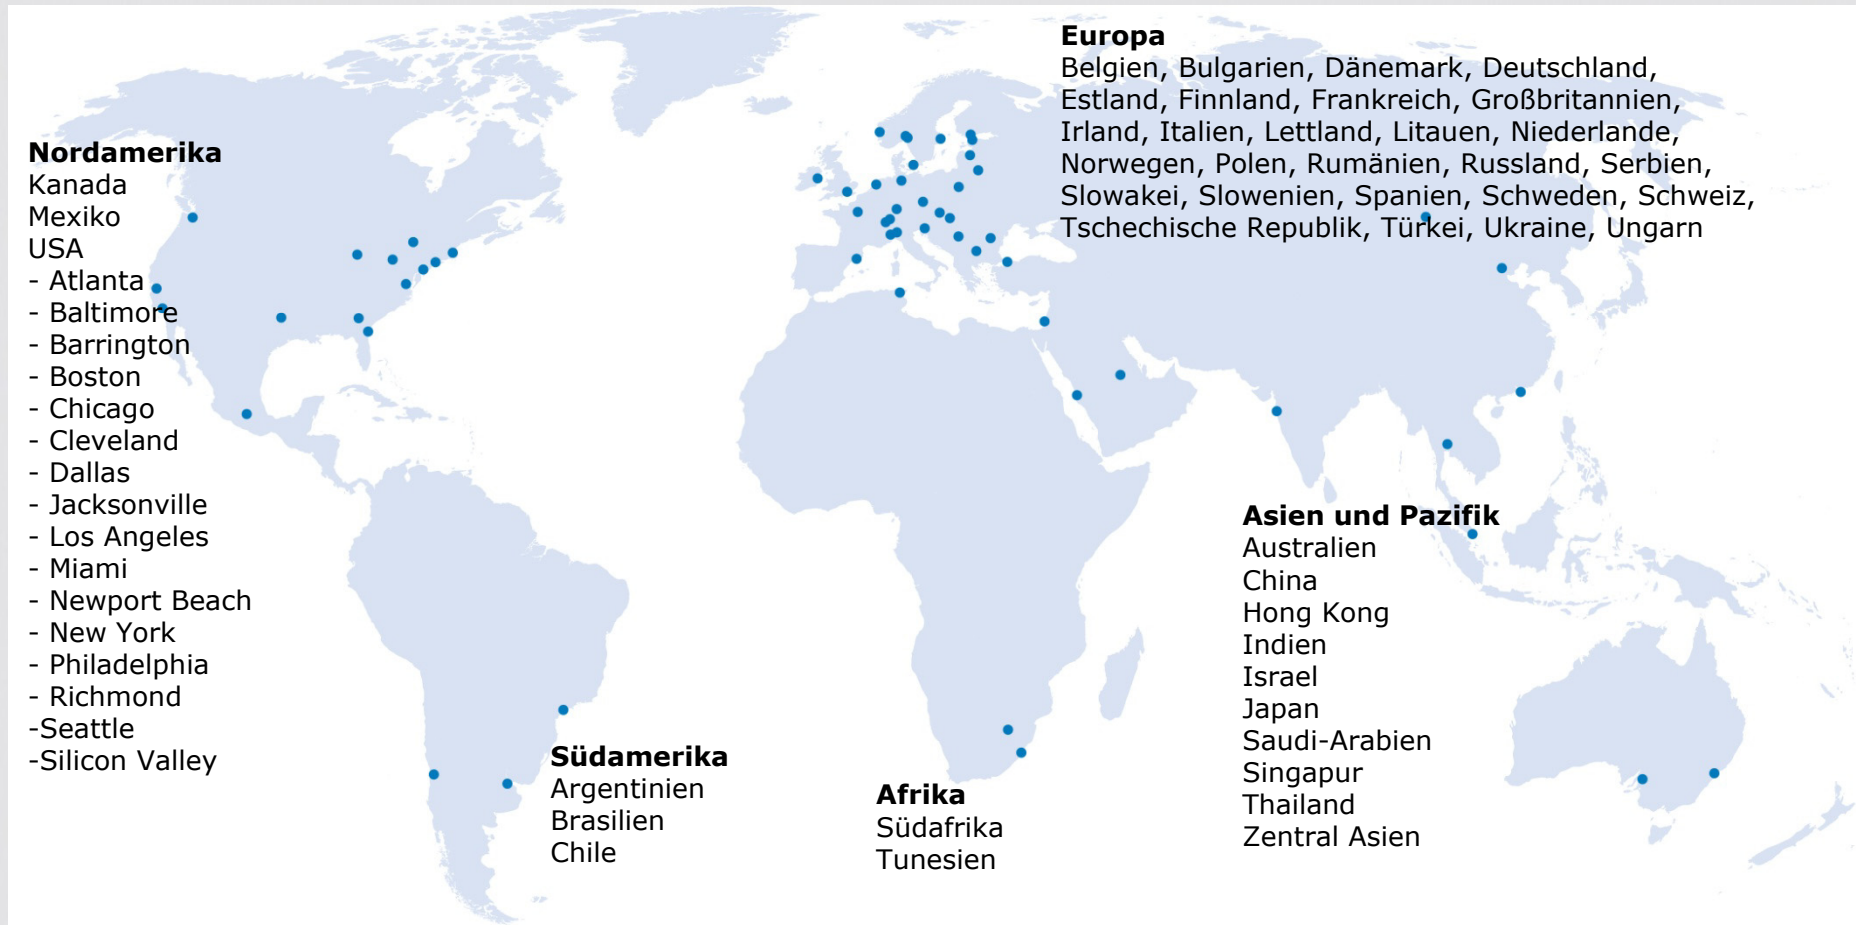 Europa
Belgien, Bulgarien, Dänemark, Deutschland,
Estland, Finnland, Frankreich, Großbritannien,
Irland, Italien, Lettland, Litauen, Niederlande,
Norwegen, Polen, Rumänien, Russland, Serbien,
Slowakei, Slowenien, Spanien, Schweden, Schweiz,
Tschechische Republik, Türkei, Ukraine, Ungarn
Nordamerika
Kanada
Mexiko
USA
- Atlanta
- Baltimore
- Barrington
- Boston
- Chicago
- Cleveland
- Dallas
- Jacksonville
- Los Angeles
- Miami
- Newport Beach
- New York
- Philadelphia
- Richmond
-Seattle
-Silicon Valley
Südamerika
Argentinien
Brasilien
Chile
Afrika
Südafrika
Tunesien
Asien und Pazifik
Australien
China
Hong Kong
Indien
Israel
Japan
Saudi-Arabien
Singapur
Thailand
Zentral Asien